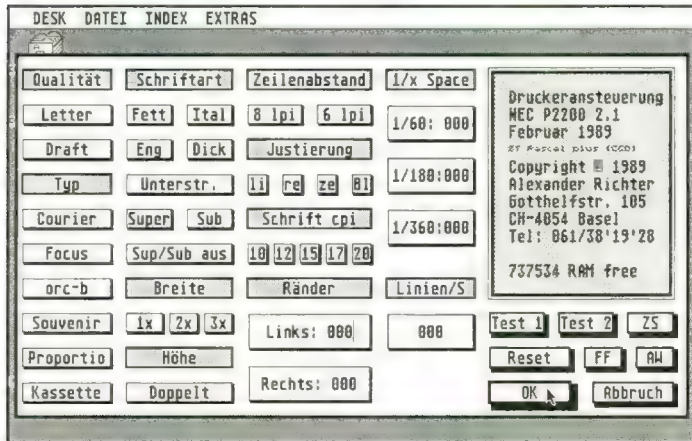 DESK DATEI INDEX EXTRAS
Qualität Schriftart Zeilenabstand 1/x Space
Letter Fett Ital 8 lpi 6 lpi 1/60: 000
Draft Eng Dick Justierung
Typ Unterstr. li re ze Bl 1/180:000
Courier Super Sub Schrift cpi 1/360:000
Focus Sup/Sub aus 10 12 15 17 20
orc-b Breite Ränder Linien/S
Souvenir 1x 2x 3x Links: 000 000
Proportio Höhe
Kassette Doppelt Rechts: 000
Druckeransteuerung
NEC P2200 2.1
Februar 1989
ST Pascal plus (CCD)
Copyright 1989
Alexander Richter
Gotthelfstr. 105
CH-4054 Basel
Tel: 061/38'19'28
737534 RAM free
Test 1 Test 2 ZS
Reset FF AW
OK Abbruch